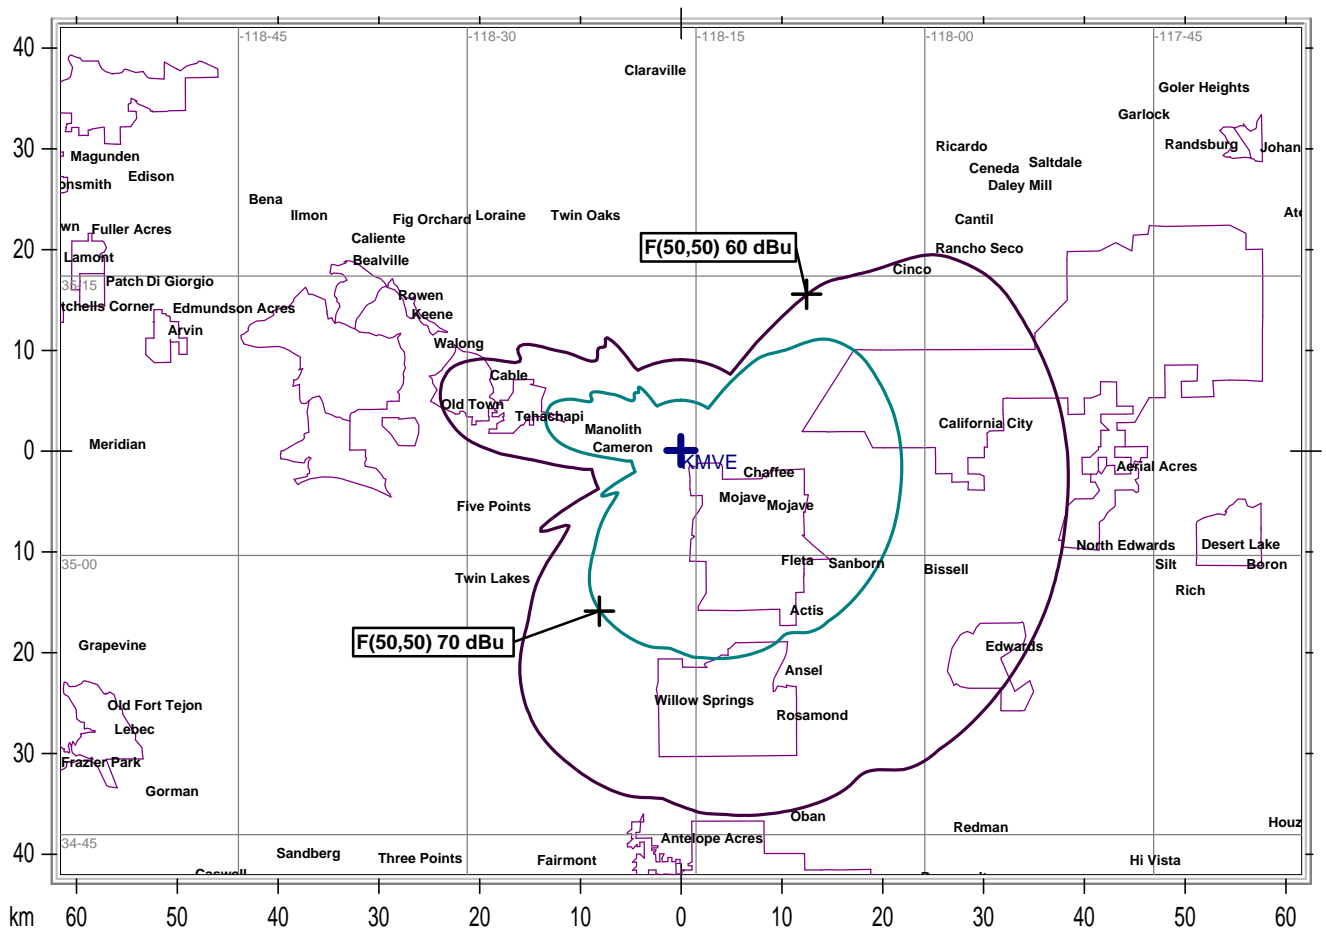 -118-45 -118-30 -118-15 -118-00 -117-45
40
Claraville
Goler Heights
Garlock
30
Magunden
Ricardo
Randsburg
Johan
Ceneda
Saltdale
Edison
onsmith
Daley Mill
Bena
Ilmon
Fig Orchard
Loraine
Twin Oaks
Cantil
wn
Fuller Acres
Caliente
F(50,50) 60 dBu
Rancho Seco
20
Lamont
Bealville
Cinco
35-15
Patch
Di Giorgio
Rowen
tchells Corner
Edmundson Acres
Keene
Arvin
10
Walong
Cable
Old Town
Tehachapi
Manolith
California City
0
Meridian
Cameron
KMVE
Chaffee
Aerial Acres
Five Points
Mojave
Mojave
North Edwards
Desert Lake
10
35-00
Fleta
Sanborn
Bissell
Silt
Boron
Twin Lakes
Rich
Actis
F(50,50) 70 dBu
20
Grapevine
Edwards
Ansel
Old Fort Tejon
Willow Springs
Rosamond
Lebec
30
Frazier Park
Gorman
Oban
Redman
Houz
34-45
Antelope Acres
40
Sandberg
Three Points
Fairmont
Hi Vista
Caswell
km 60 50 40 30 20 10 0 10 20 30 40 50 60